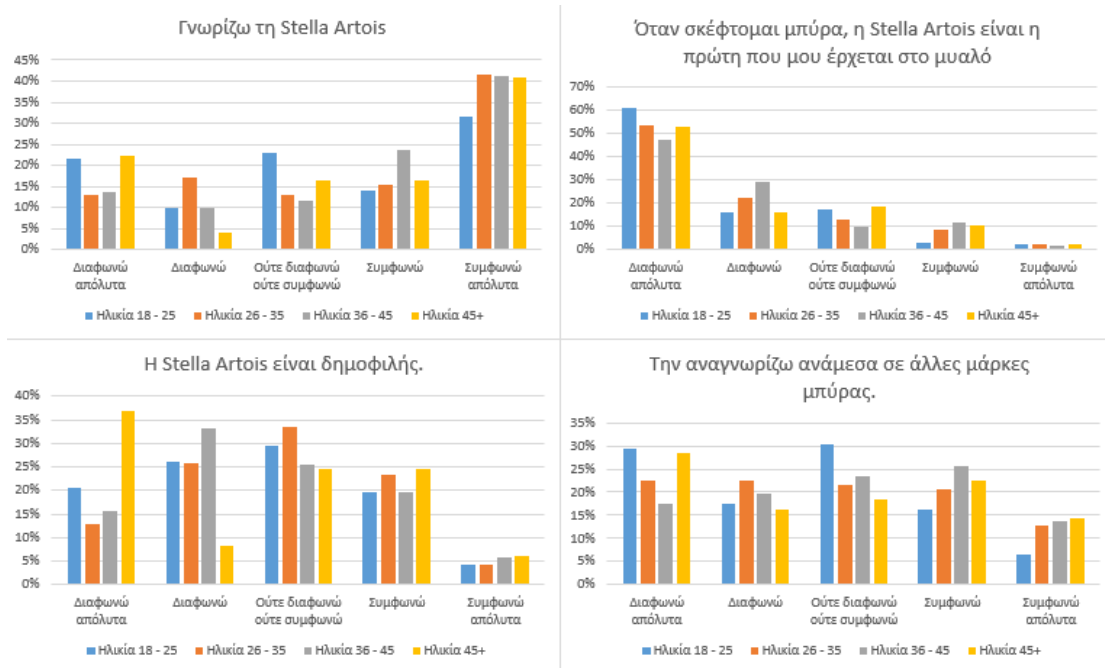 Γνωρίζω τη Stella Artois
45%
40%
35%
30%
25%
20%
15%
10%
5%
0%
Διαφωνώ απόλυτα
Διαφωνώ
Ούτε διαφωνώ ούτε συμφωνώ
Συμφωνώ
Συμφωνώ απόλυτα
Ηλικία 18 - 25 Ηλικία 26 - 35 Ηλικία 36 - 45 Ηλικία 45+
Όταν σκέφτομαι μπύρα, η Stella Artois είναι η
πρώτη που μου έρχεται στο μυαλό
70%
60%
50%
40%
30%
20%
10%
0%
Διαφωνώ απόλυτα
Διαφωνώ
Ούτε διαφωνώ ούτε συμφωνώ
Συμφωνώ
Συμφωνώ απόλυτα
Ηλικία 18 - 25 Ηλικία 26 - 35 Ηλικία 36 - 45 Ηλικία 45+
Η Stella Artois είναι δημοφιλής.
40%
35%
30%
25%
20%
15%
10%
5%
0%
Διαφωνώ απόλυτα
Διαφωνώ
Ούτε διαφωνώ ούτε συμφωνώ
Συμφωνώ
Συμφωνώ απόλυτα
Ηλικία 18 - 25 Ηλικία 26 - 35 Ηλικία 36 - 45 Ηλικία 45+
Την αναγνωρίζω ανάμεσα σε άλλες μάρκες
μπύρας.
35%
30%
25%
20%
15%
10%
5%
0%
Διαφωνώ απόλυτα
Διαφωνώ
Ούτε διαφωνώ ούτε συμφωνώ
Συμφωνώ
Συμφωνώ απόλυτα
Ηλικία 18 - 25 Ηλικία 26 - 35 Ηλικία 36 - 45 Ηλικία 45+